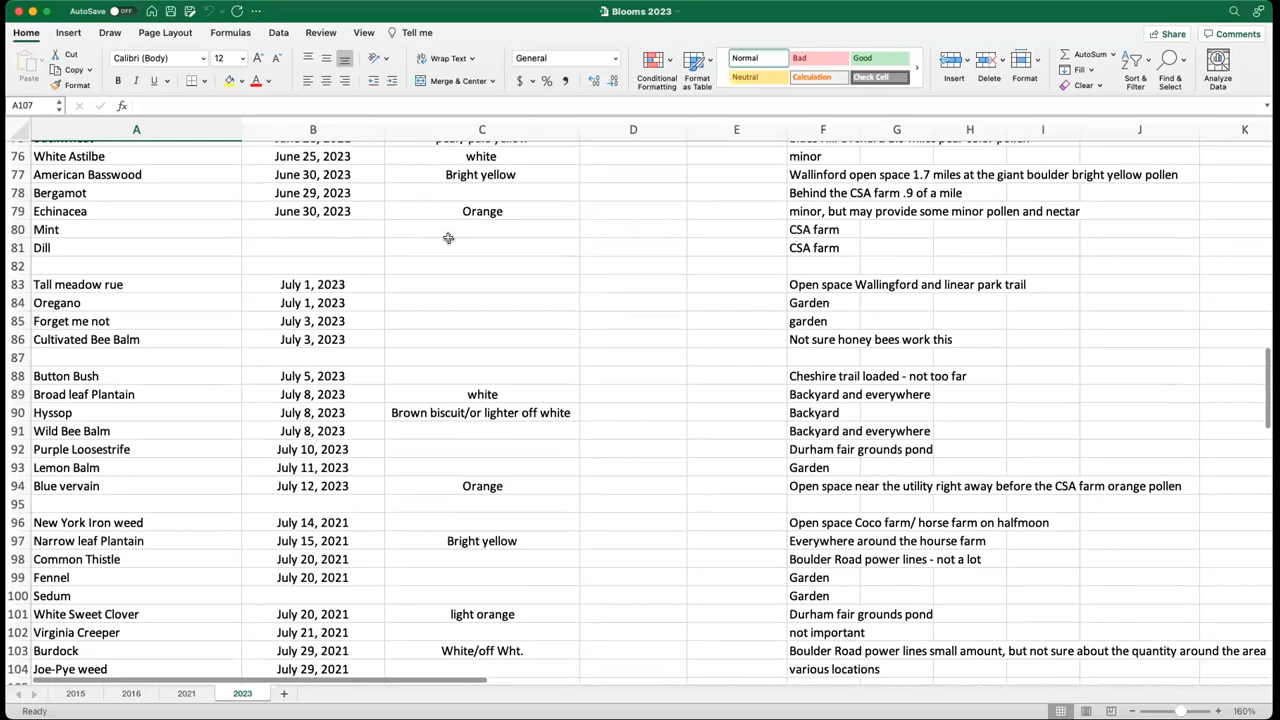 AutoSave OFF Blooms 2023
Home Insert Draw Page Layout Formulas Data Review View Tell me Share Comments
Paste Cut Calibri (Body) 12 Wrap Text General Normal Bad Good AutoSum
Copy Neutral Calculation Check Cell Fill
Format B I U Merge & Center $ % Conditional Formatting Format as Table Insert Delete Format Clear Sort & Filter Find & Select Analyze Data
A107 fx
A B C D E F G H I J K
76 White Astilbe June 25, 2023 white minor
77 American Basswood June 30, 2023 Bright yellow Wallinford open space 1.7 miles at the giant boulder bright yellow pollen
78 Bergamot June 29, 2023 Behind the CSA farm .9 of a mile
79 Echinacea June 30, 2023 Orange minor, but may provide some minor pollen and nectar
80 Mint CSA farm
81 Dill CSA farm
82
83 Tall meadow rue July 1, 2023 Open space Wallingford and linear park trail
84 Oregano July 1, 2023 Garden
85 Forget me not July 3, 2023 garden
86 Cultivated Bee Balm July 3, 2023 Not sure honey bees work this
87
88 Button Bush July 5, 2023 Cheshire trail loaded - not too far
89 Broad leaf Plantain July 8, 2023 white Backyard and everywhere
90 Hyssop July 8, 2023 Brown biscuit/or lighter off white Backyard
91 Wild Bee Balm July 8, 2023 Backyard and everywhere
92 Purple Loosestrife July 10, 2023 Durham fair grounds pond
93 Lemon Balm July 11, 2023 Garden
94 Blue vervain July 12, 2023 Orange Open space near the utility right away before the CSA farm orange pollen
95
96 New York Iron weed July 14, 2021 Open space Coco farm/ horse farm on halfmoon
97 Narrow leaf Plantain July 15, 2021 Bright yellow Everywhere around the hourse farm
98 Common Thistle July 20, 2021 Boulder Road power lines - not a lot
99 Fennel July 20, 2021 Garden
100 Sedum Garden
101 White Sweet Clover July 20, 2021 light orange Durham fair grounds pond
102 Virginia Creeper July 21, 2021 not important
103 Burdock July 29, 2021 White/off Wht. Boulder Road power lines small amount, but not sure about the quantity around the area
104 Joe-Pye weed July 29, 2021 various locations
2015 2016 2021 2023
Ready 160%